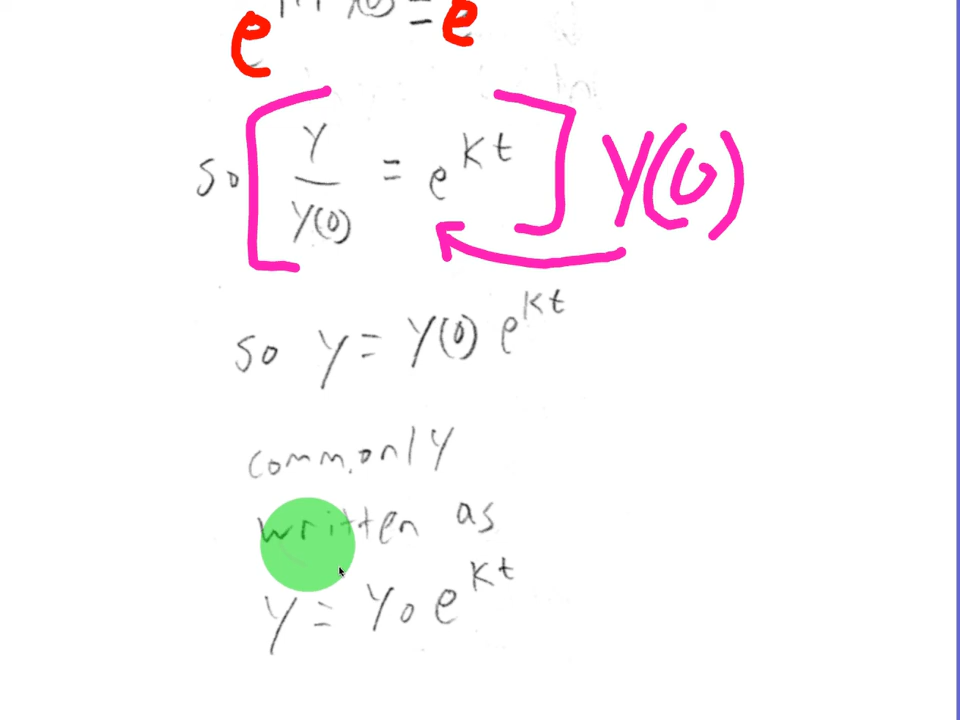 e = e
so [ y / y(0) = e^kt ] y(0)
so y = y(0) e^kt
commonly
written as
y = y₀ e^kt